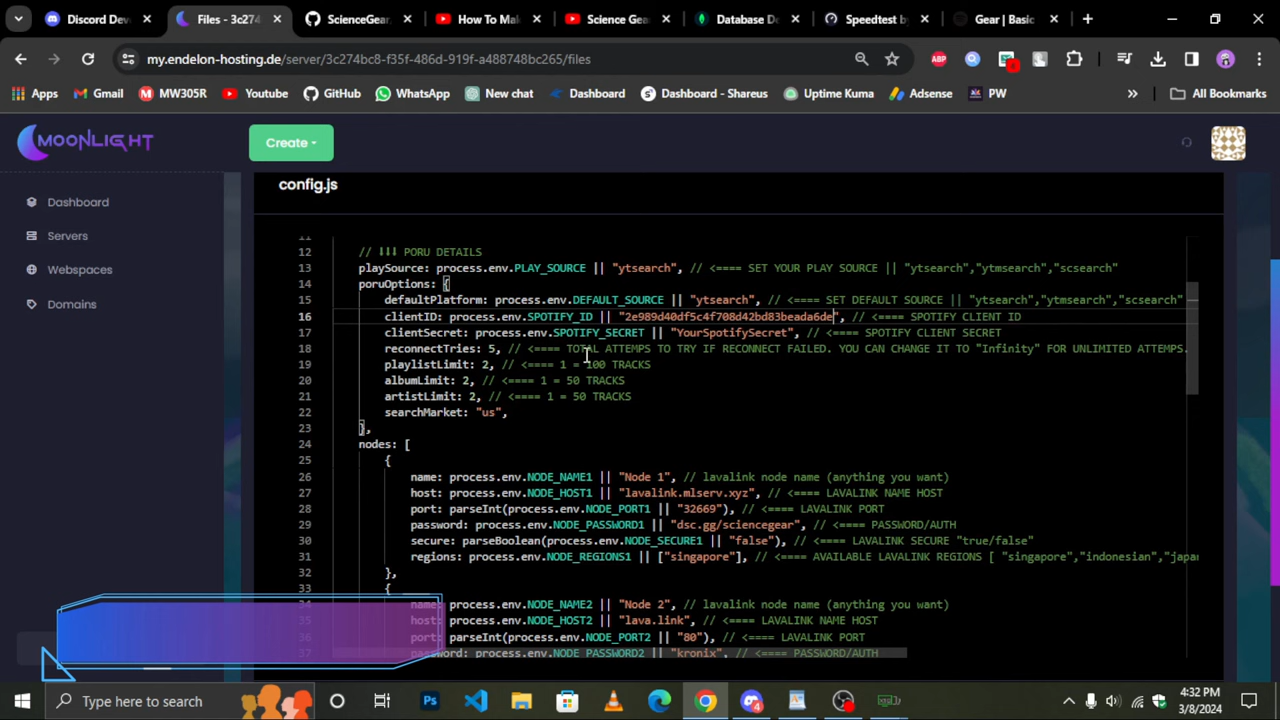 Discord Dev
Files - 3c274
ScienceGear
How To Mak
Science Gea
Database De
Speedtest by
Gear | Basic
my.endelon-hosting.de/server/3c274bc8-f35f-486d-919f-a488748bc265/files
ABP
Apps
Gmail
MW305R
Youtube
GitHub
WhatsApp
New chat
Dashboard
Dashboard - Shareus
Uptime Kuma
Adsense
PW
All Bookmarks
MOONLIGHT
Create
Dashboard
Servers
Webspaces
Domains
config.js
11
12 // ⬇⬇⬇ PORU DETAILS
13 playSource: process.env.PLAY_SOURCE || "ytsearch", // <==== SET YOUR PLAY SOURCE || "ytsearch","ytmsearch","scsearch"
14 poruOptions: {
15 defaultPlatform: process.env.DEFAULT_SOURCE || "ytsearch", // <==== SET DEFAULT SOURCE || "ytsearch","ytmsearch","scsearch"
16 clientID: process.env.SPOTIFY_ID || "2e989d40df5c4f708d42bd83beada6de", // <==== SPOTIFY CLIENT ID
17 clientSecret: process.env.SPOTIFY_SECRET || "YourSpotifySecret", // <==== SPOTIFY CLIENT SECRET
18 reconnectTries: 5, // <==== TOTAL ATTEMPS TO TRY IF RECONNECT FAILED. YOU CAN CHANGE IT TO "Infinity" FOR UNLIMITED ATTEMPS.
19 playlistLimit: 2, // <==== 1 = 100 TRACKS
20 albumLimit: 2, // <==== 1 = 50 TRACKS
21 artistLimit: 2, // <==== 1 = 50 TRACKS
22 searchMarket: "us",
23 },
24 nodes: [
25 {
26 name: process.env.NODE_NAME1 || "Node 1", // lavalink node name (anything you want)
27 host: process.env.NODE_HOST1 || "lavalink.mlserv.xyz", // <==== LAVALINK NAME HOST
28 port: parseInt(process.env.NODE_PORT1 || "32669"), // <==== LAVALINK PORT
29 password: process.env.NODE_PASSWORD1 || "dsc.gg/sciencegear", // <==== PASSWORD/AUTH
30 secure: parseBoolean(process.env.NODE_SECURE1 || "false"), // <==== LAVALINK SECURE "true/false"
31 regions: process.env.NODE_REGIONS1 || ["singapore"], // <==== AVAILABLE LAVALINK REGIONS [ "singapore","indonesian","japa
32 },
33 {
34 name: process.env.NODE_NAME2 || "Node 2", // lavalink node name (anything you want)
35 host: process.env.NODE_HOST2 || "lava.link", // <==== LAVALINK NAME HOST
36 port: parseInt(process.env.NODE_PORT2 || "80"), // <==== LAVALINK PORT
37 password: process.env.NODE_PASSWORD2 || "kronix", // <==== PASSWORD/AUTH
Type here to search
Ps
4:32 PM
3/8/2024